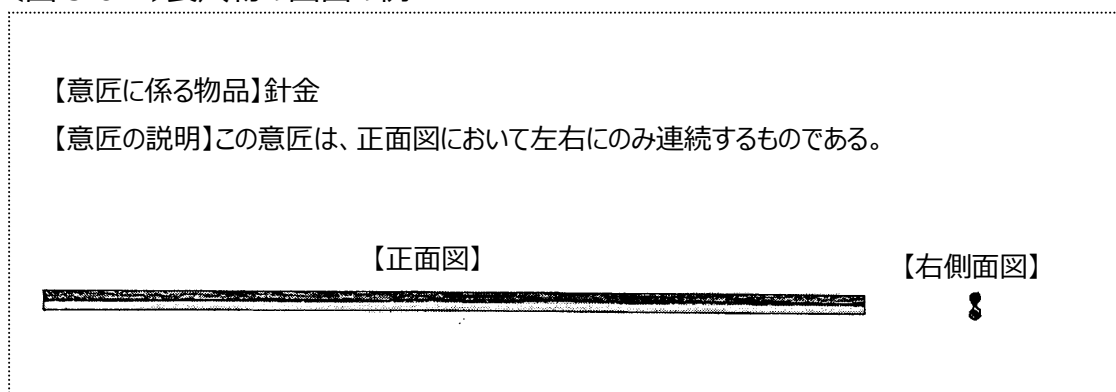 【意匠に係る物品】針金
【意匠の説明】この意匠は、正面図において左右にのみ連続するものである。
【正面図】
【右側面図】